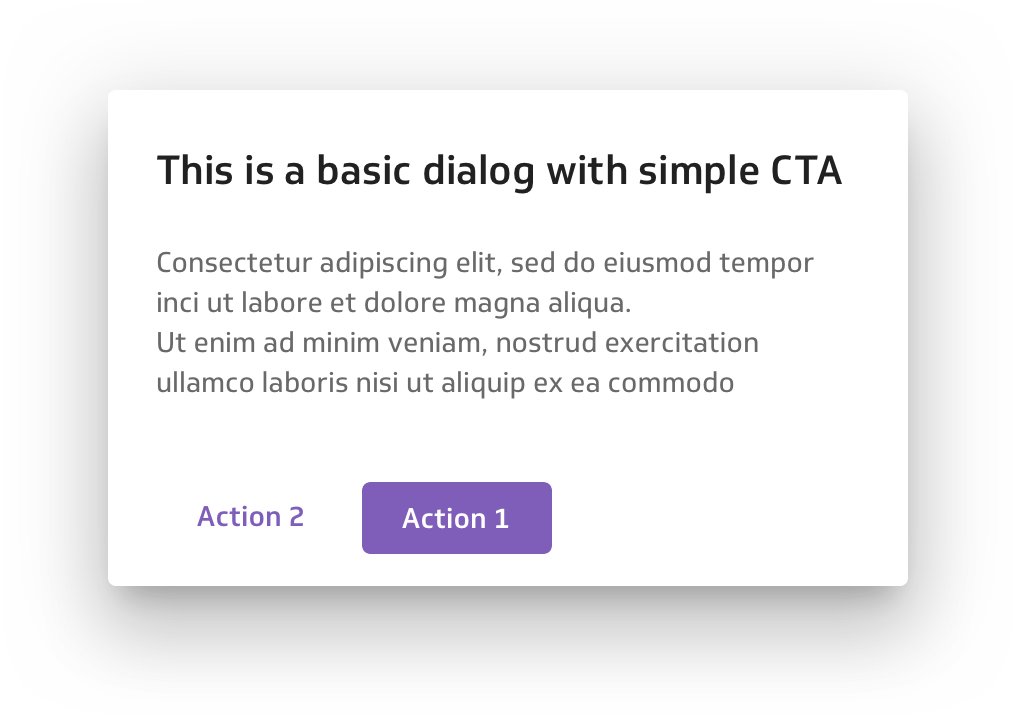 This is a basic dialog with simple CTA
Consectetur adipiscing elit, sed do eiusmod tempor
inci ut labore et dolore magna aliqua.
Ut enim ad minim veniam, nostrud exercitation
ullamco laboris nisi ut aliquip ex ea commodo
Action 2
Action 1